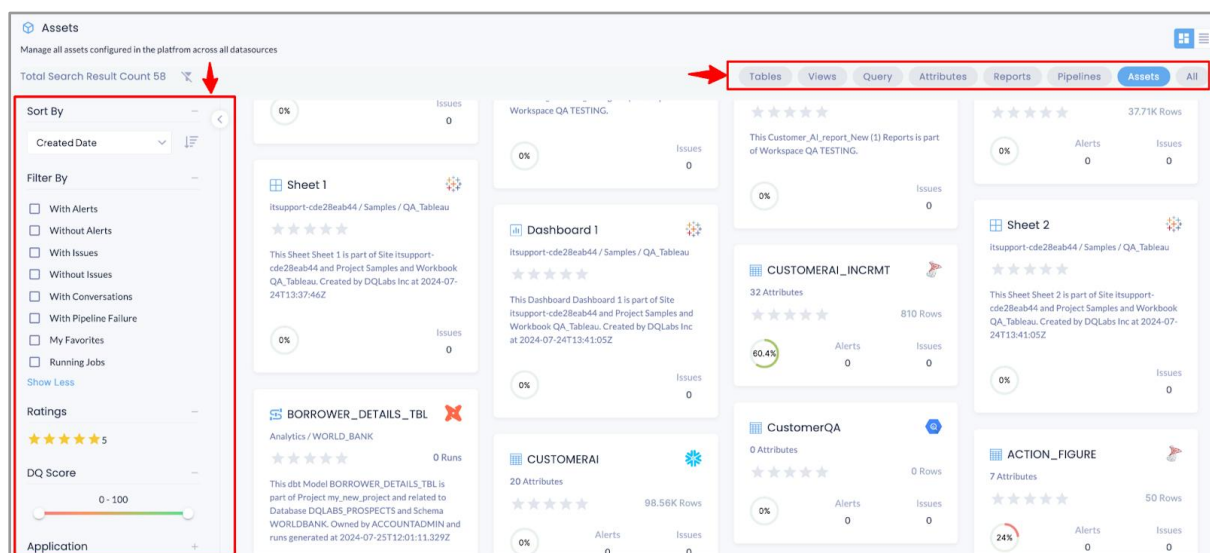 Assets
Manage all assets configured in the platfrom across all datasources
Total Search Result Count 58
Tables Views Query Attributes Reports Pipelines Assets All
Sort By
Created Date
Filter By
With Alerts
Without Alerts
With Issues
Without Issues
With Conversations
With Pipeline Failure
My Favorites
Running Jobs
Show Less
Ratings
5
DQ Score
0 - 100
Application
0%
Issues
0
Sheet 1
itsupport-cde28eab44 / Samples / QA_Tableau
This Sheet Sheet 1 is part of Site itsupport-
cde28eab44 and Project Samples and Workbook
QA_Tableau. Created by DQLabs Inc at 2024-07-
24T13:37:46Z
0%
Issues
0
BORROWER_DETAILS_TBL
Analytics / WORLD_BANK
0 Runs
This dbt Model BORROWER_DETAILS_TBL is
part of Project my_new_project and related to
Database DQLABS_PROSPECTS and Schema
WORLDBANK. Owned by ACCOUNTADMIN and
runs generated at 2024-07-25T12:01:11.329Z
Workspace QA TESTING.
0%
Issues
0
Dashboard 1
itsupport-cde28eab44 / Samples / QA_Tableau
This Dashboard Dashboard 1 is part of Site
itsupport-cde28eab44 and Project Samples and
Workbook QA_Tableau. Created by DQLabs Inc
at 2024-07-24T13:41:05Z
0%
Issues
0
CUSTOMERAI
20 Attributes
98.56K Rows
0%
Alerts Issues
0 0
This Customer_AI_report_New (1) Reports is part
of Workspace QA TESTING.
0%
Issues
0
CUSTOMERAI_INCRMT
32 Attributes
810 Rows
60.4%
Alerts Issues
0 0
CustomerQA
0 Attributes
0 Rows
0%
Alerts Issues
0 0
37.71K Rows
0%
Alerts Issues
0 0
Sheet 2
itsupport-cde28eab44 / Samples / QA_Tableau
This Sheet Sheet 2 is part of Site itsupport-
cde28eab44 and Project Samples and Workbook
QA_Tableau. Created by DQLabs Inc at 2024-07-
24T13:41:05Z
0%
Issues
0
ACTION_FIGURE
7 Attributes
50 Rows
24%
Alerts Issues
0 0